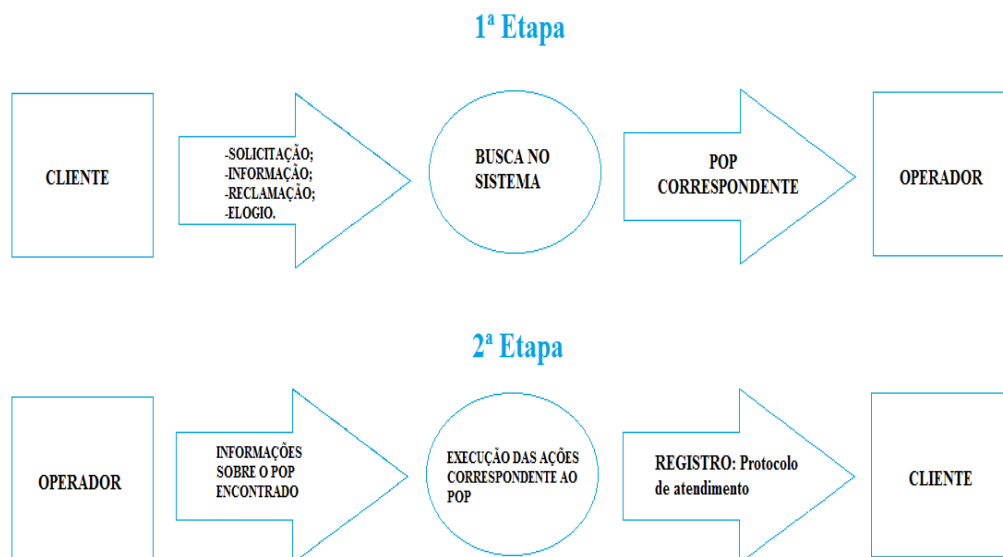 1ª Etapa
CLIENTE
-SOLICITAÇÃO;
-INFORMAÇÃO;
-RECLAMAÇÃO;
-ELOGIO.
BUSCA NO
SISTEMA
POP
CORRESPONDENTE
OPERADOR
2ª Etapa
OPERADOR
INFORMAÇÕES
SOBRE O POP
ENCONTRADO
EXECUÇÃO DAS AÇÕES
CORRESPONDENTE AO
POP
REGISTRO: Protocolo
de atendimento
CLIENTE